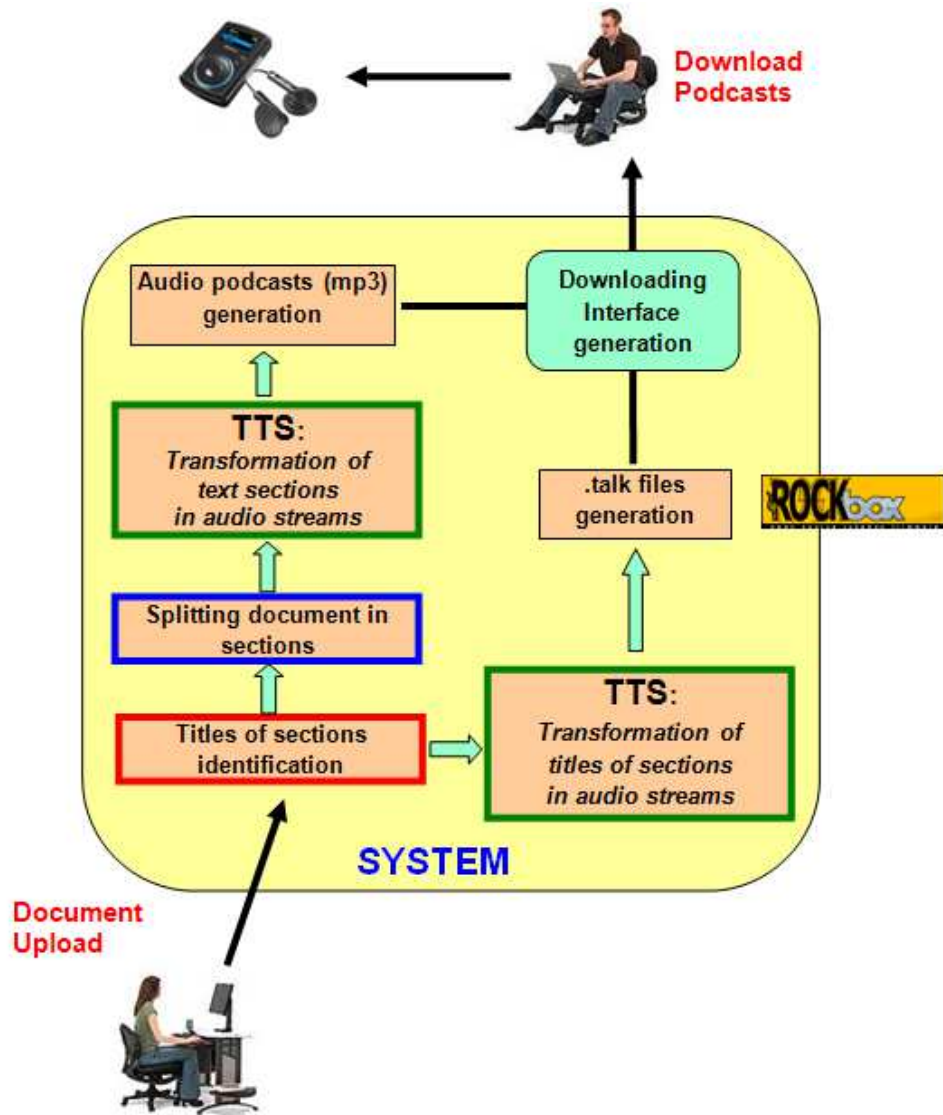 Download
Podcasts
Audio podcasts (mp3)
generation
Downloading
Interface
generation
TTS:
Transformation of
text sections
in audio streams
.talk files
generation
ROCKbox
Splitting document in
sections
TTS:
Transformation of
titles of sections
in audio streams
Titles of sections
identification
SYSTEM
Document
Upload